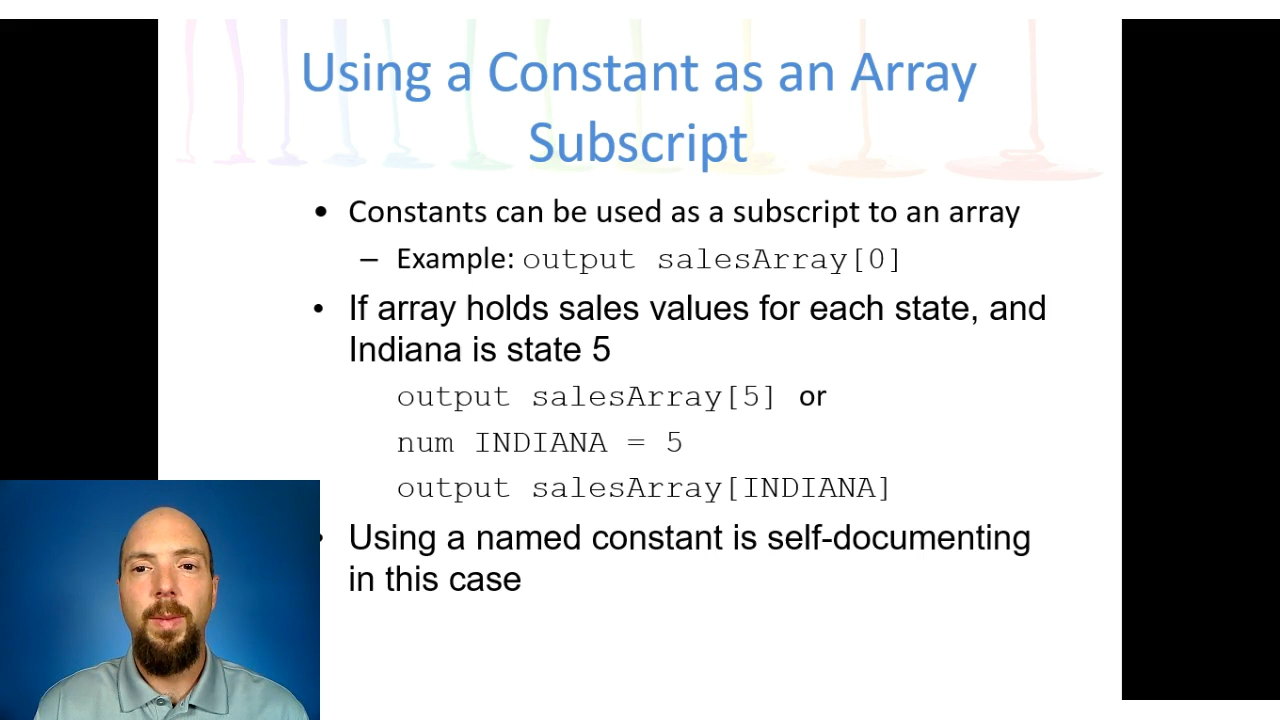 Using a Constant as an Array
Subscript
• Constants can be used as a subscript to an array
– Example: output salesArray[0]
• If array holds sales values for each state, and
Indiana is state 5
output salesArray[5] or
num INDIANA = 5
output salesArray[INDIANA]
• Using a named constant is self-documenting
in this case